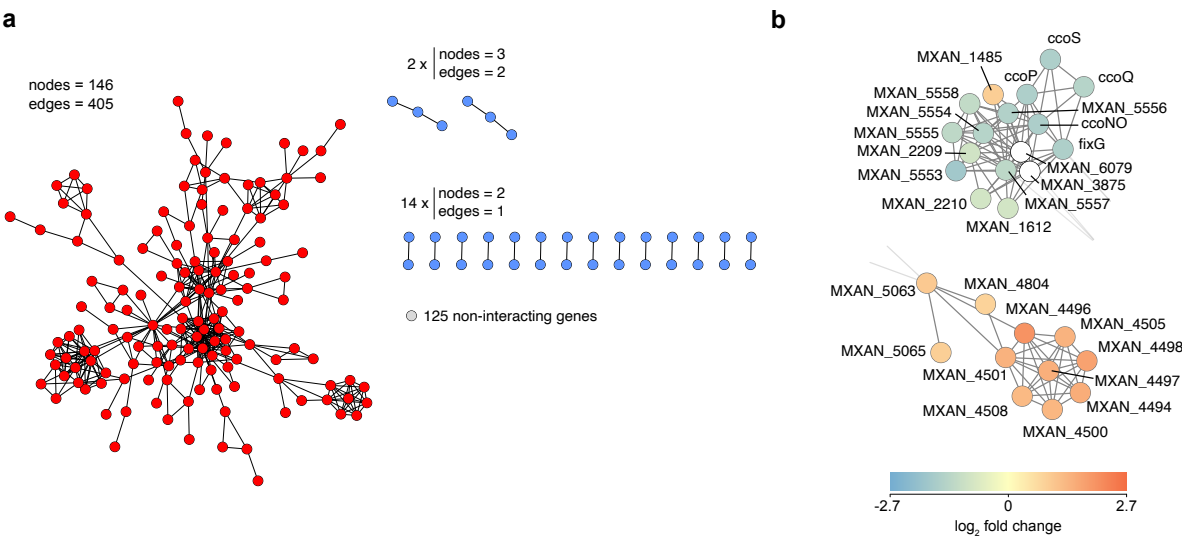 a
nodes = 146
edges = 405
2 x
nodes = 3
edges = 2
14 x
nodes = 2
edges = 1
125 non-interacting genes
b
ccoS
MXAN_1485
ccoP
ccoQ
MXAN_5558
MXAN_5554
MXAN_5556
MXAN_5555
ccoNO
MXAN_2209
fixG
MXAN_5553
MXAN_6079
MXAN_3875
MXAN_2210
MXAN_5557
MXAN_1612
MXAN_5063
MXAN_4804
MXAN_4496
MXAN_4505
MXAN_5065
MXAN_4498
MXAN_4501
MXAN_4497
MXAN_4508
MXAN_4494
MXAN_4500
-2.7
0
2.7
log2 fold change